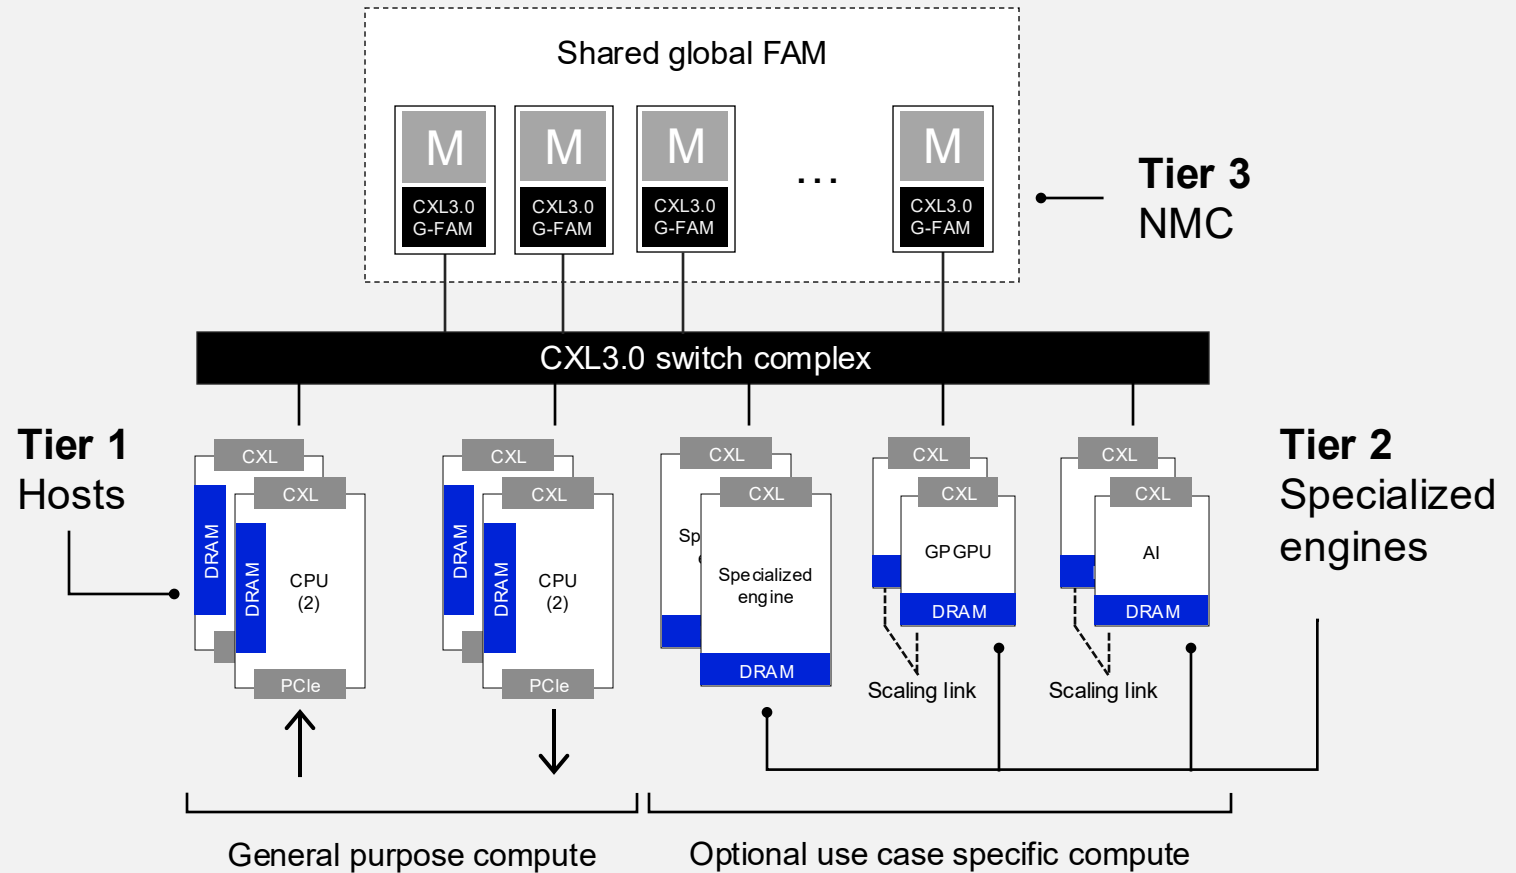 Shared global FAM
M
M
M
M
...
CXL3.0
G-FAM
CXL3.0
G-FAM
CXL3.0
G-FAM
CXL3.0
G-FAM
Tier 3
NMC
CXL3.0 switch complex
Tier 1
Hosts
CXL
CXL
DRAM
DRAM
CPU
(2)
PCIe
CXL
CXL
DRAM
DRAM
CPU
(2)
PCIe
CXL
CXL
Specialized
engine
DRAM
CXL
CXL
GPGPU
DRAM
Scaling link
CXL
CXL
AI
DRAM
Scaling link
Tier 2
Specialized
engines
General purpose compute
Optional use case specific compute